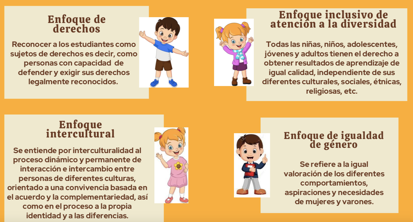 Enfoque de
derechos
Reconocer a los estudiantes como
sujetos de derechos es decir, como
personas con capacidad de
defender y exigir sus derechos
legalmente reconocidos.
Enfoque inclusivo de
atención a la diversidad
Todas las niñas, niños, adolescentes,
jóvenes y adultos tienen el derecho a
obtener resultados de aprendizaje de
igual calidad, independiente de sus
diferentes culturales, sociales, étnicas,
religiosas, etc.
Enfoque
intercultural
Se entiende por interculturalidad al
proceso dinámico y permanente de
interacción e intercambio entre
personas de diferentes culturas,
orientado a una convivencia basada en
el acuerdo y la complementariedad, así
como en el proceso a la propia
identidad y a las diferencias.
Enfoque de igualdad
de género
Se refiere a la igual
valoración de los diferentes
comportamientos,
aspiraciones y necesidades
de mujeres y varones.